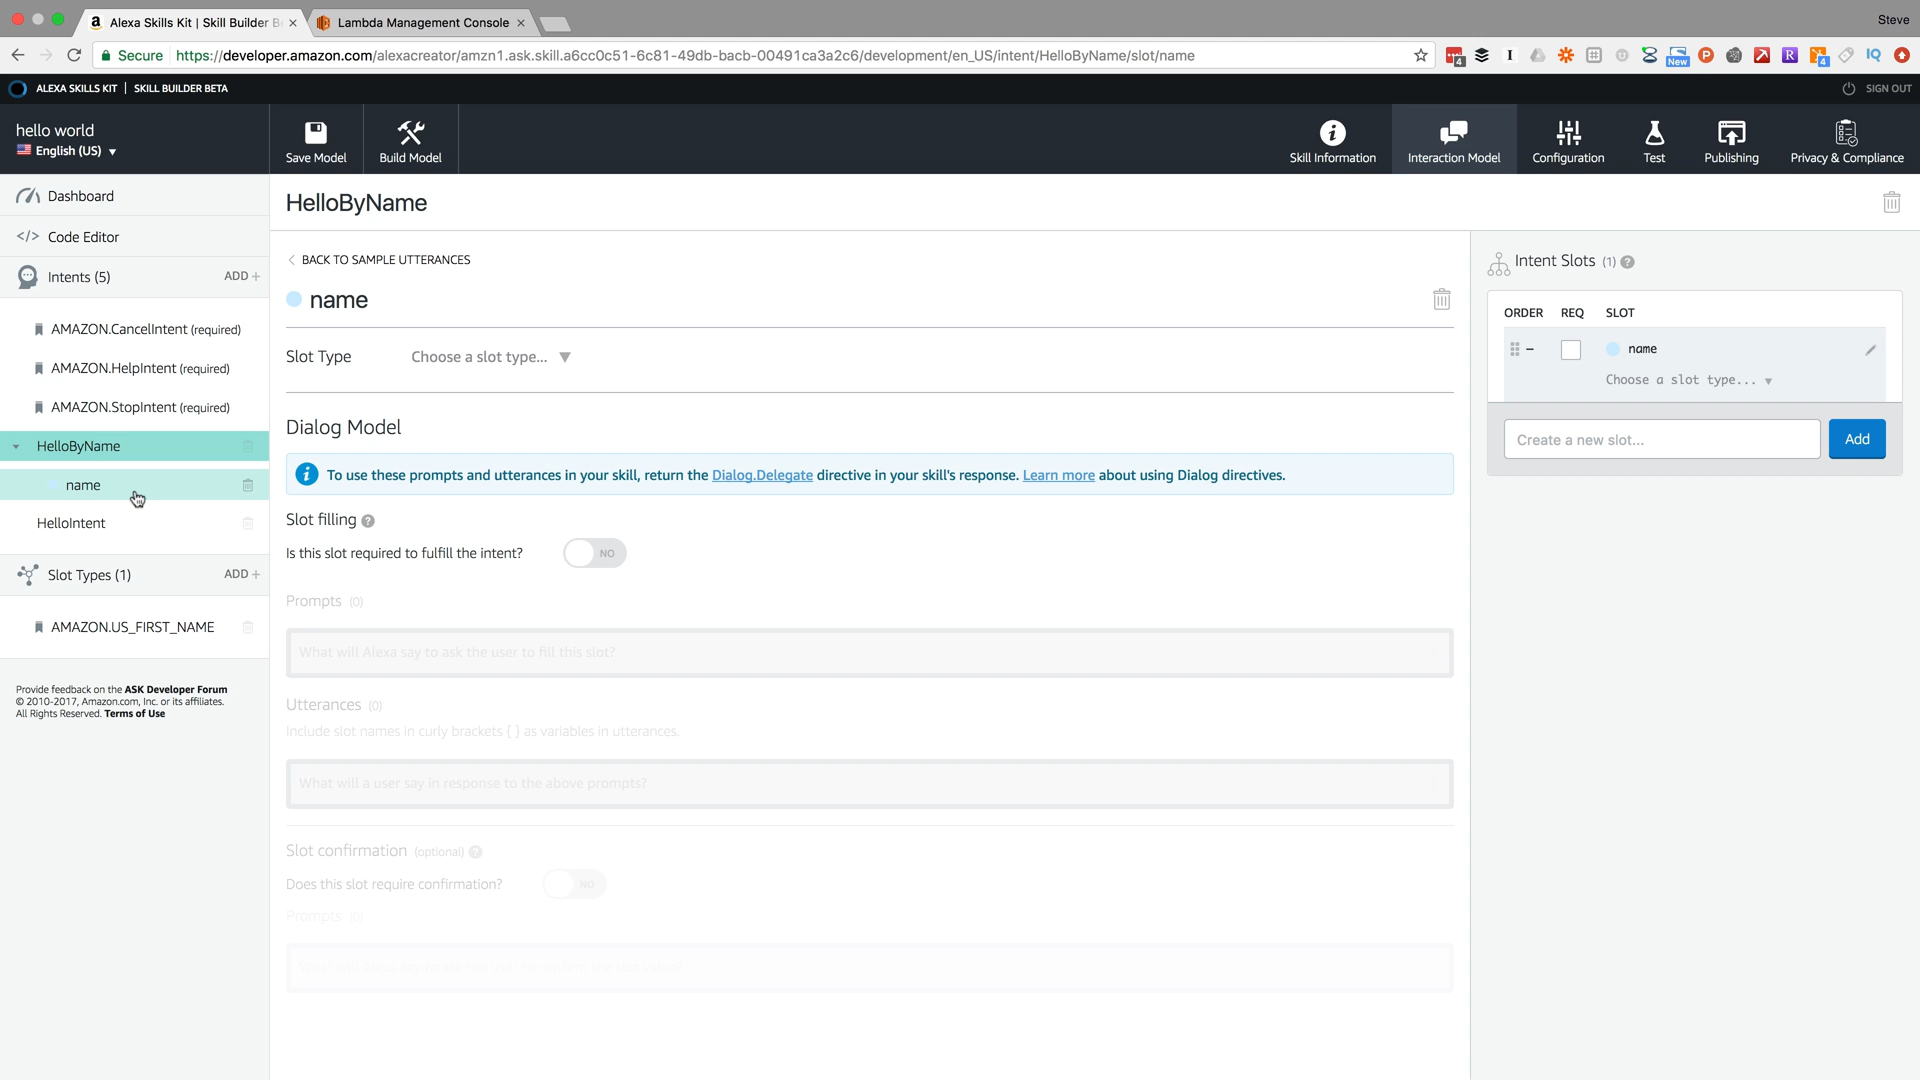 Alexa Skills Kit | Skill Builder B
Lambda Management Console
Steve
Secure
https://developer.amazon.com/alexacreator/amzn1.ask.skill.a6cc0c51-6c81-49db-bacb-00491ca3a2c6/development/en_US/intent/HelloByName/slot/name
ALEXA SKILLS KIT | SKILL BUILDER BETA
SIGN OUT
hello world
English (US)
Save Model
Build Model
Skill Information
Interaction Model
Configuration
Test
Publishing
Privacy & Compliance
Dashboard
Code Editor
Intents (5)
ADD +
AMAZON.CancelIntent (required)
AMAZON.HelpIntent (required)
AMAZON.StopIntent (required)
HelloByName
name
HelloIntent
Slot Types (1)
ADD +
AMAZON.US_FIRST_NAME
Provide feedback on the ASK Developer Forum
© 2010-2017, Amazon.com, Inc. or its affiliates.
All Rights Reserved. Terms of Use
HelloByName
BACK TO SAMPLE UTTERANCES
name
Slot Type
Choose a slot type...
Dialog Model
To use these prompts and utterances in your skill, return the Dialog.Delegate directive in your skill's response. Learn more about using Dialog directives.
Slot filling
Is this slot required to fulfill the intent?
NO
Prompts (0)
What will Alexa say to ask the user to fill this slot?
Utterances (0)
Include slot names in curly brackets { } as variables in utterances.
What will a user say in response to the above prompts?
Slot confirmation (optional)
Does this slot require confirmation?
NO
Prompts (0)
Intent Slots (1)
ORDER REQ SLOT
name
Choose a slot type...
Create a new slot...
Add